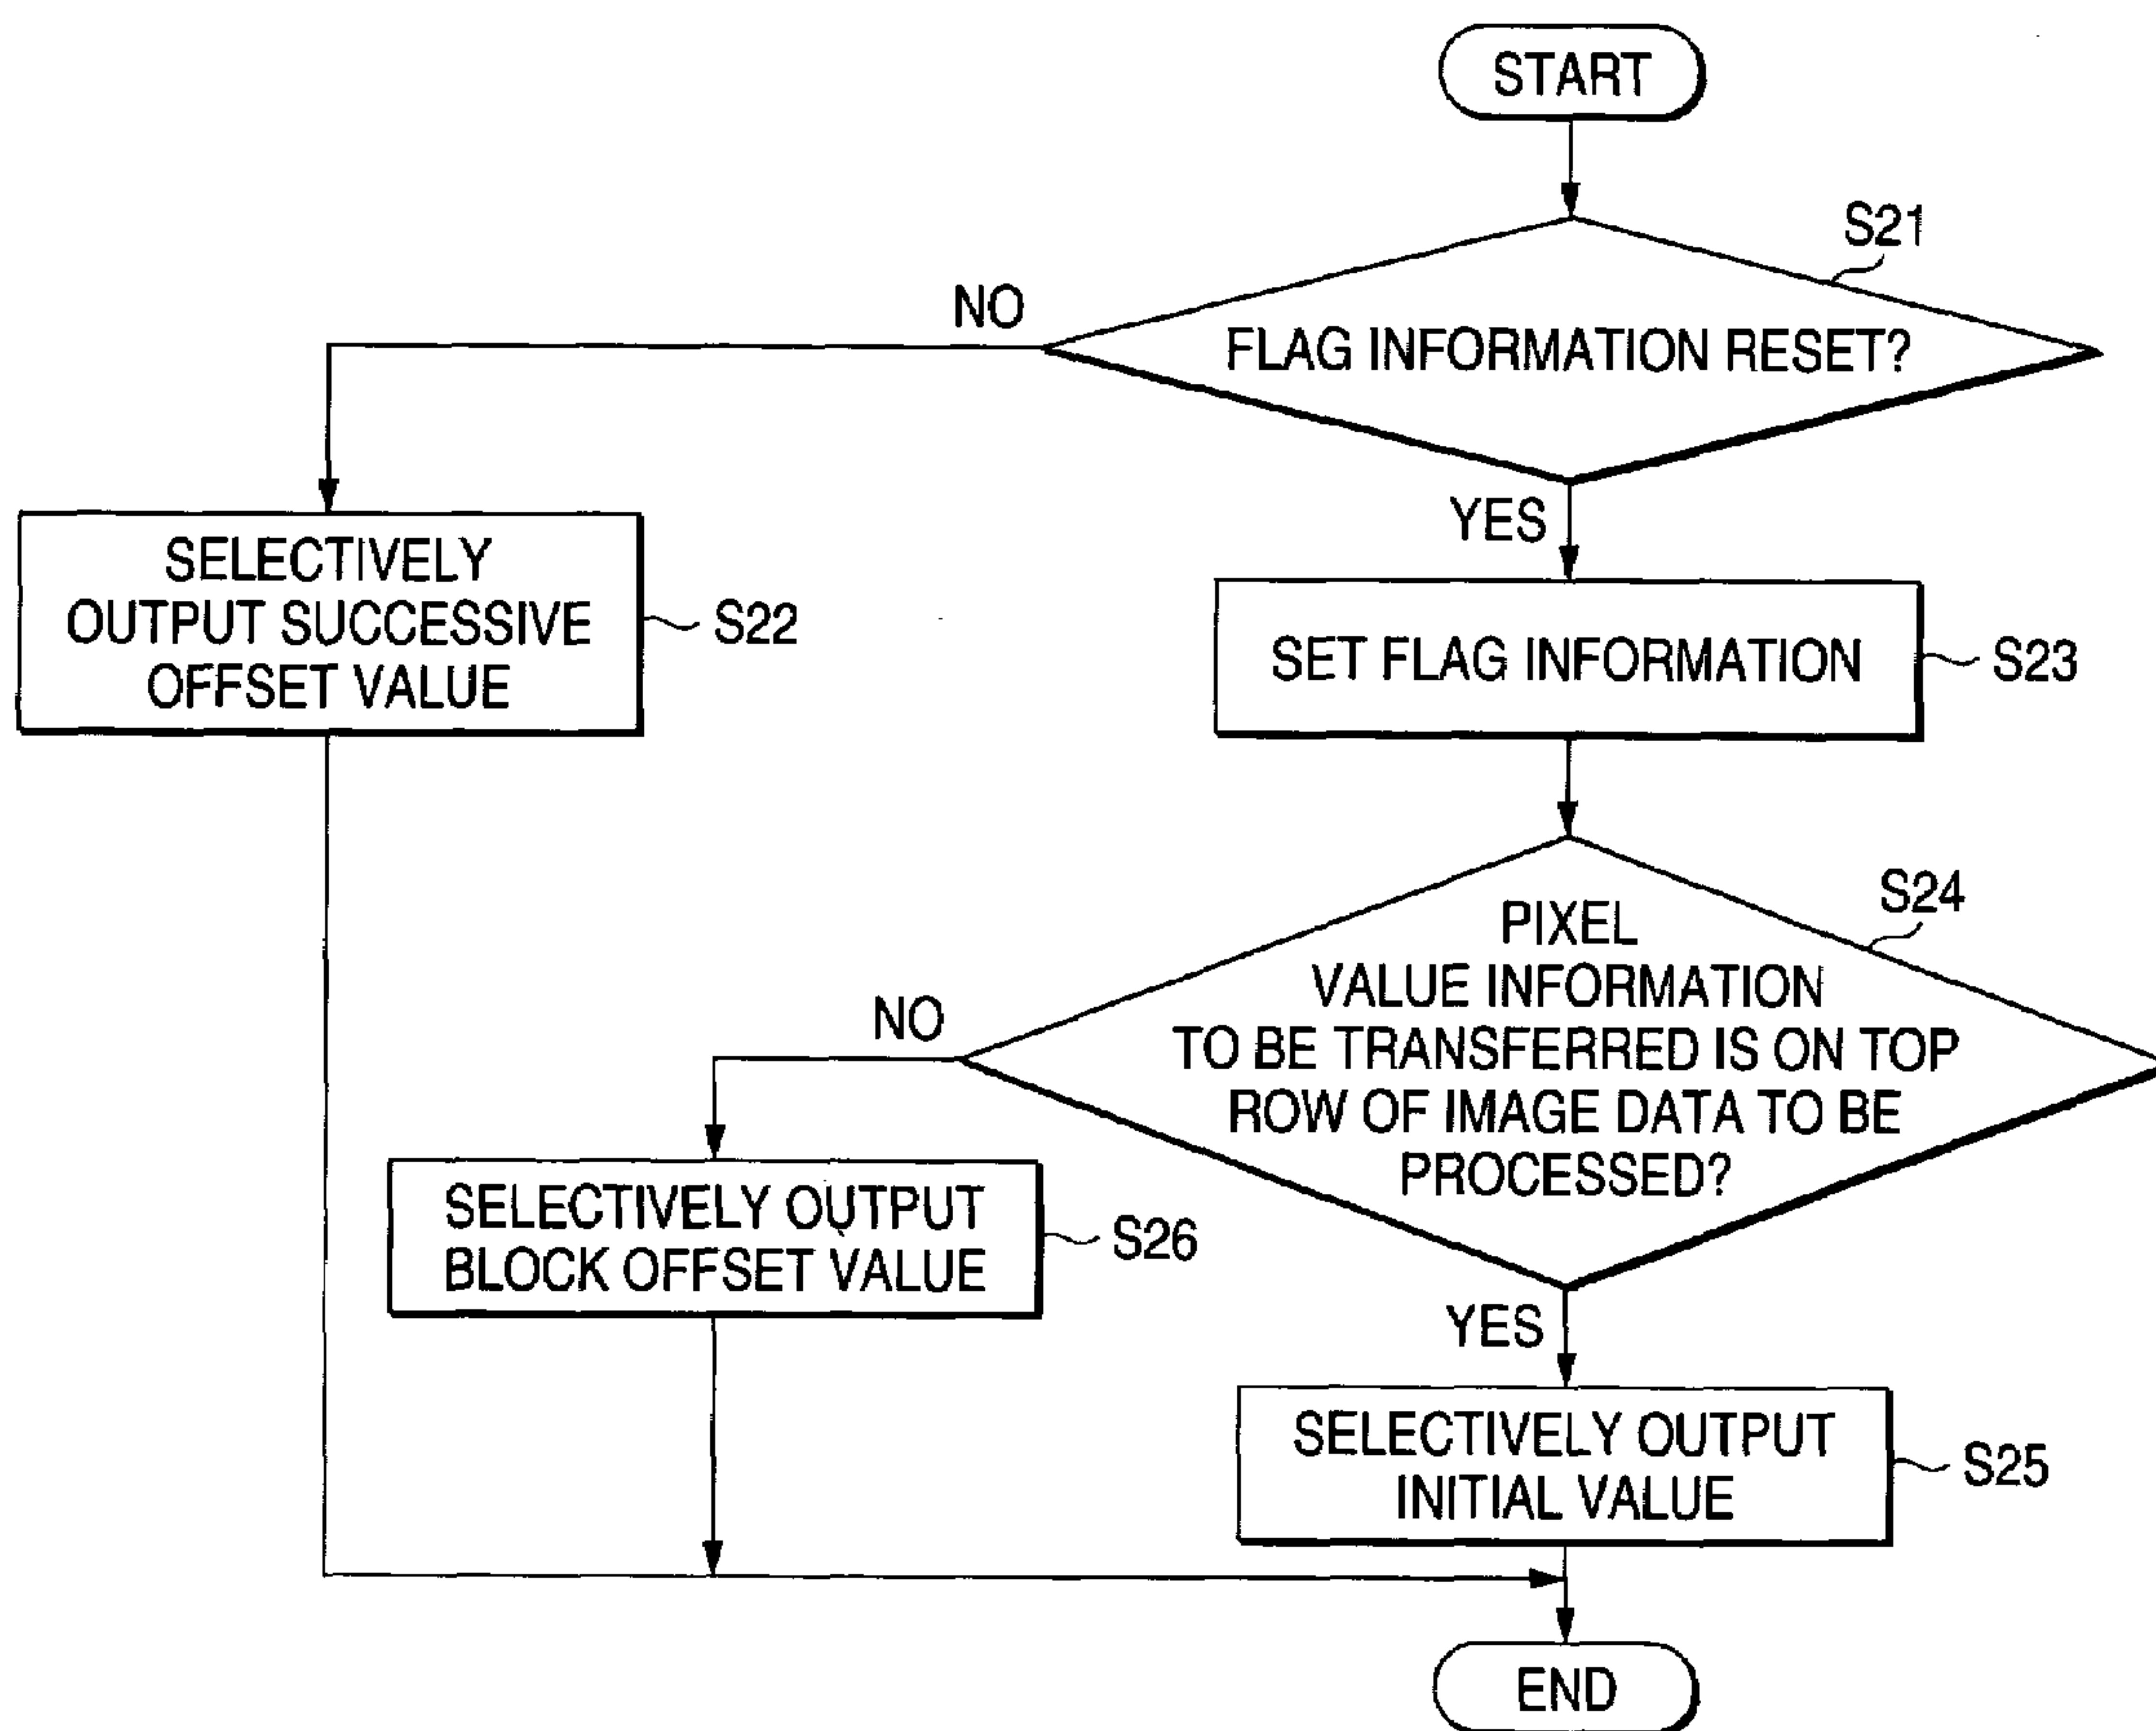 START
S21
NO
FLAG INFORMATION RESET?
YES
SELECTIVELY
OUTPUT SUCCESSIVE
OFFSET VALUE
S22
SET FLAG INFORMATION
S23
S24
PIXEL
VALUE INFORMATION
TO BE TRANSFERRED IS ON TOP
ROW OF IMAGE DATA TO BE
PROCESSED?
NO
SELECTIVELY OUTPUT
BLOCK OFFSET VALUE
S26
YES
SELECTIVELY OUTPUT
INITIAL VALUE
S25
END